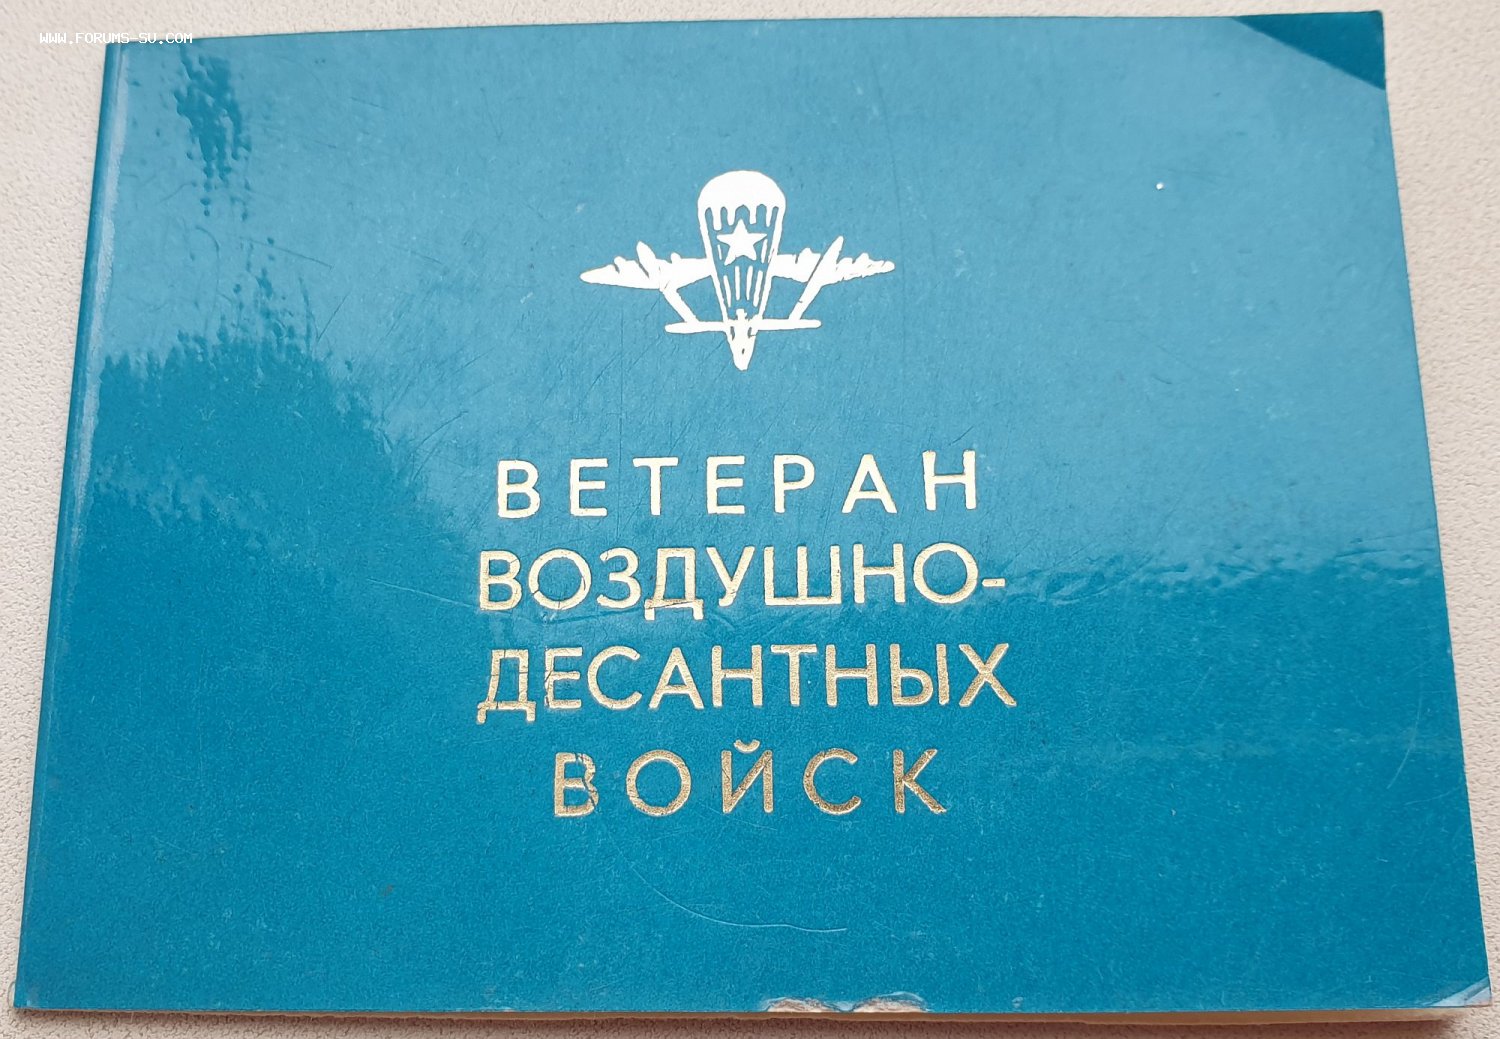 www.forums-su.com
ВЕТЕРАН
ВОЗДУШНО-
ДЕСАНТНЫХ
ВОЙСК